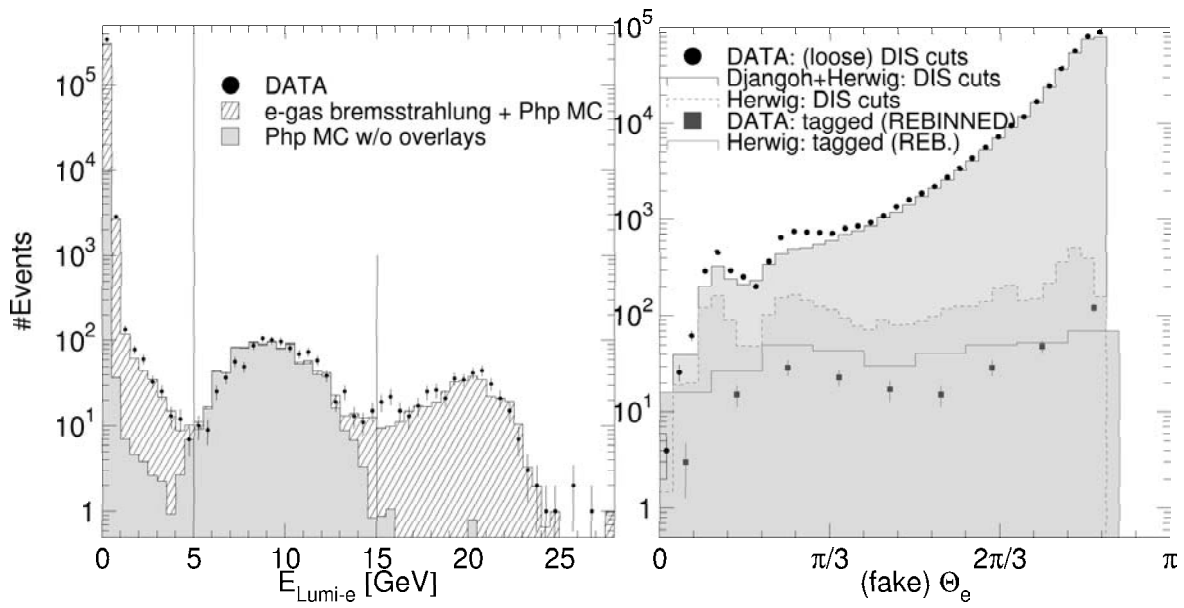 #Events
10^5
10^4
10^3
10^2
10
1
DATA
e-gas bremsstrahlung + Php MC
Php MC w/o overlays
0 5 10 15 20 25
E_Lumi-e [GeV]
10^5
10^4
10^3
10^2
10
1
DATA: (loose) DIS cuts
Djangoh+Herwig: DIS cuts
Herwig: DIS cuts
DATA: tagged (REBINNED)
Herwig: tagged (REB.)
0 π/3 2π/3 π
(fake) Θ_e